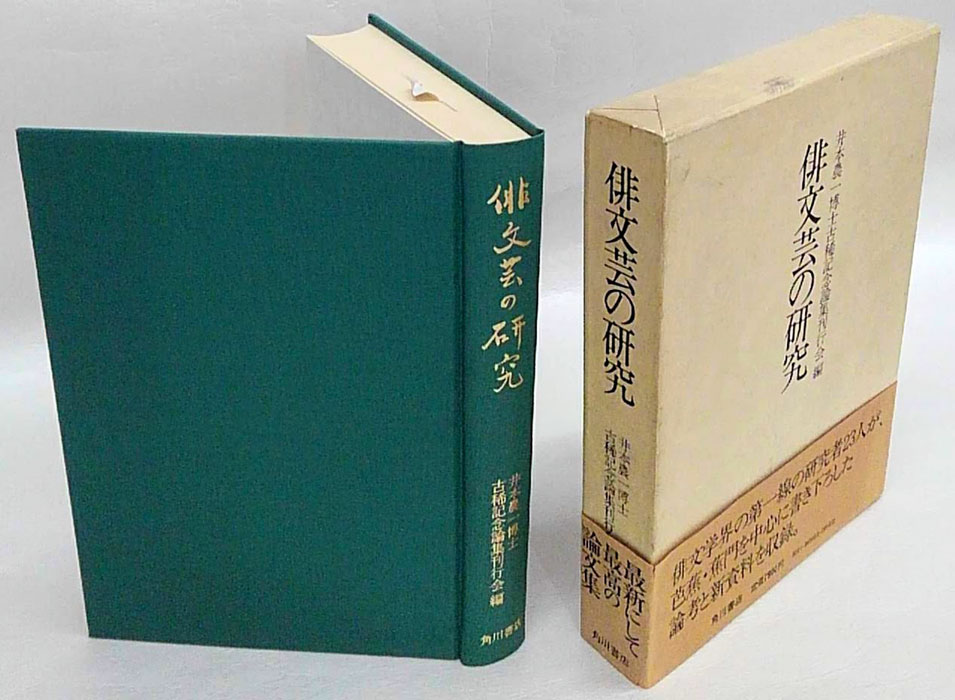 俳文芸の研究
井本農一博士
古稀記念論集刊行会編
角川書店
俳文芸の研究
井本農一博士
古稀記念論集刊行
最新にして
最高の
論文集
角川書店
井本農一博士古稀記念論集刊行会編
俳文芸の研究
俳文学界の第一線の研究者23人が、
芭蕉・蕉門を中心に書き下ろした
論考と新資料を収録。
角川書店